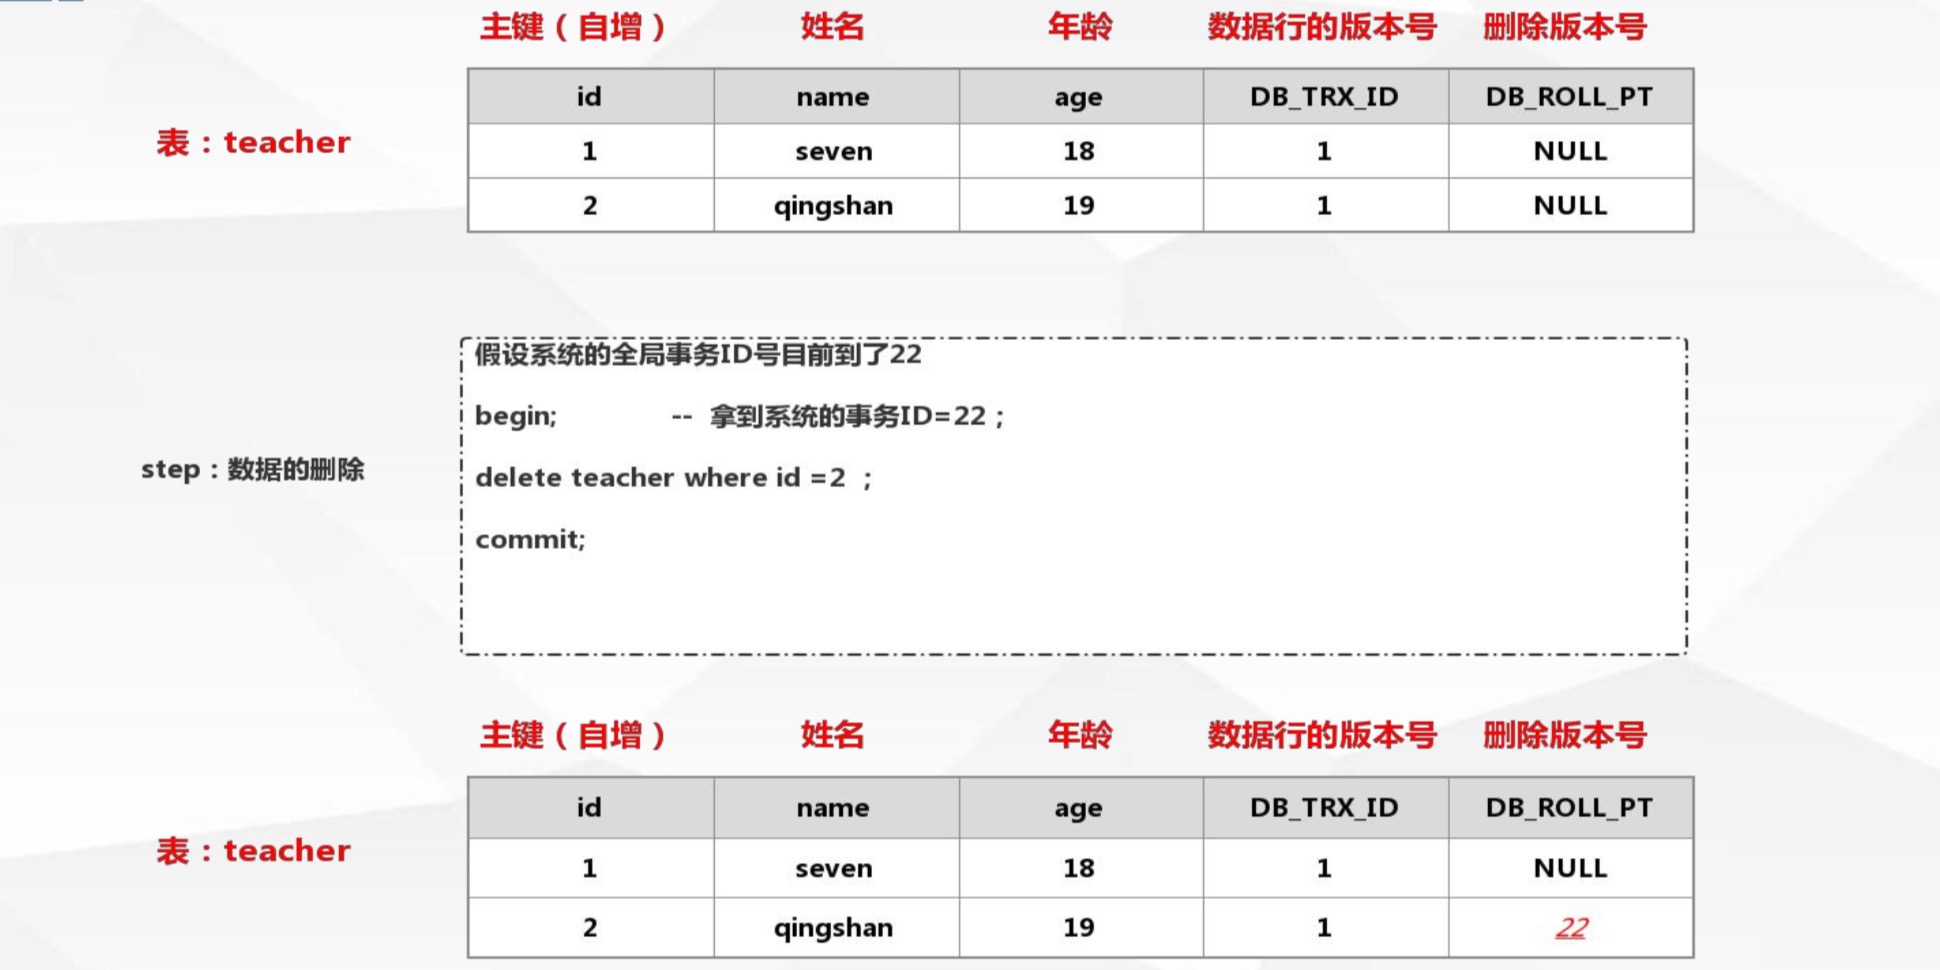 主键（自增） 姓名 年龄 数据行的版本号 删除版本号
id name age DB_TRX_ID DB_ROLL_PT
表：teacher
1 seven 18 1 NULL
2 qingshan 19 1 NULL
假设系统的全局事务ID号目前到了22
begin; -- 拿到系统的事务ID=22；
step：数据的删除
delete teacher where id =2 ；
commit;
主键（自增） 姓名 年龄 数据行的版本号 删除版本号
id name age DB_TRX_ID DB_ROLL_PT
表：teacher
1 seven 18 1 NULL
2 qingshan 19 1 22